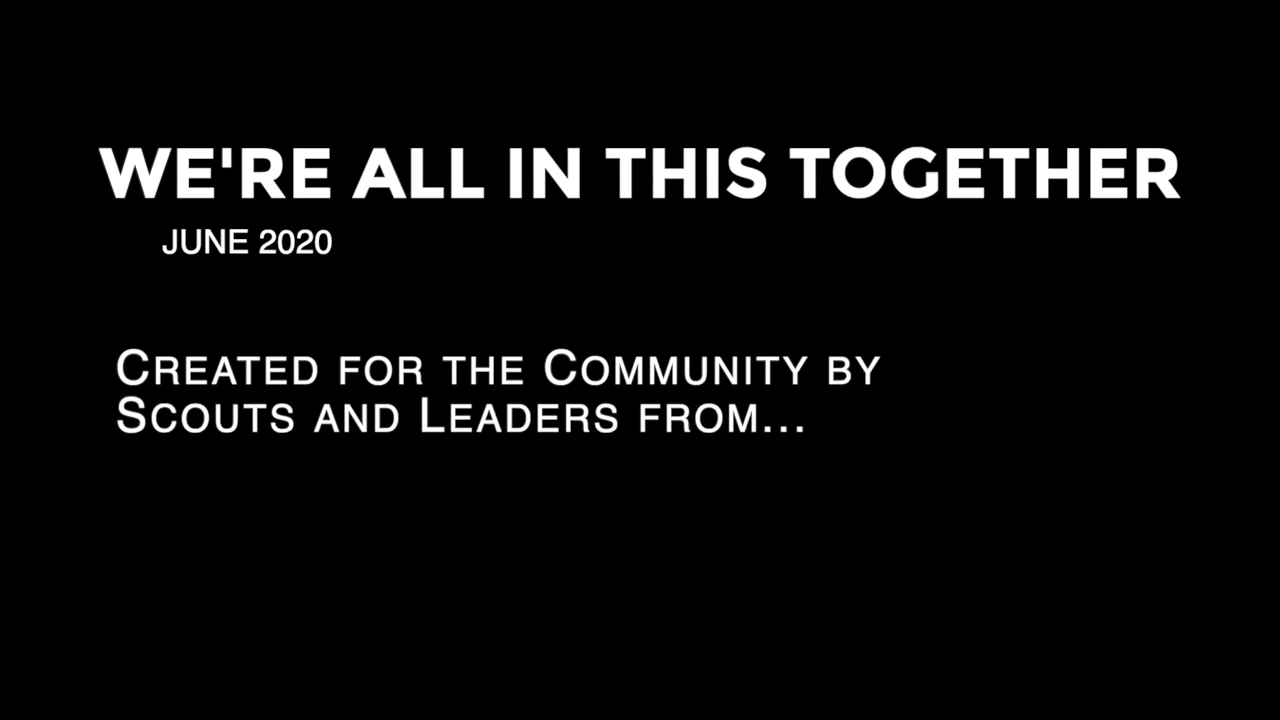 WE'RE ALL IN THIS TOGETHER
JUNE 2020
Created for the Community by
Scouts and Leaders from...